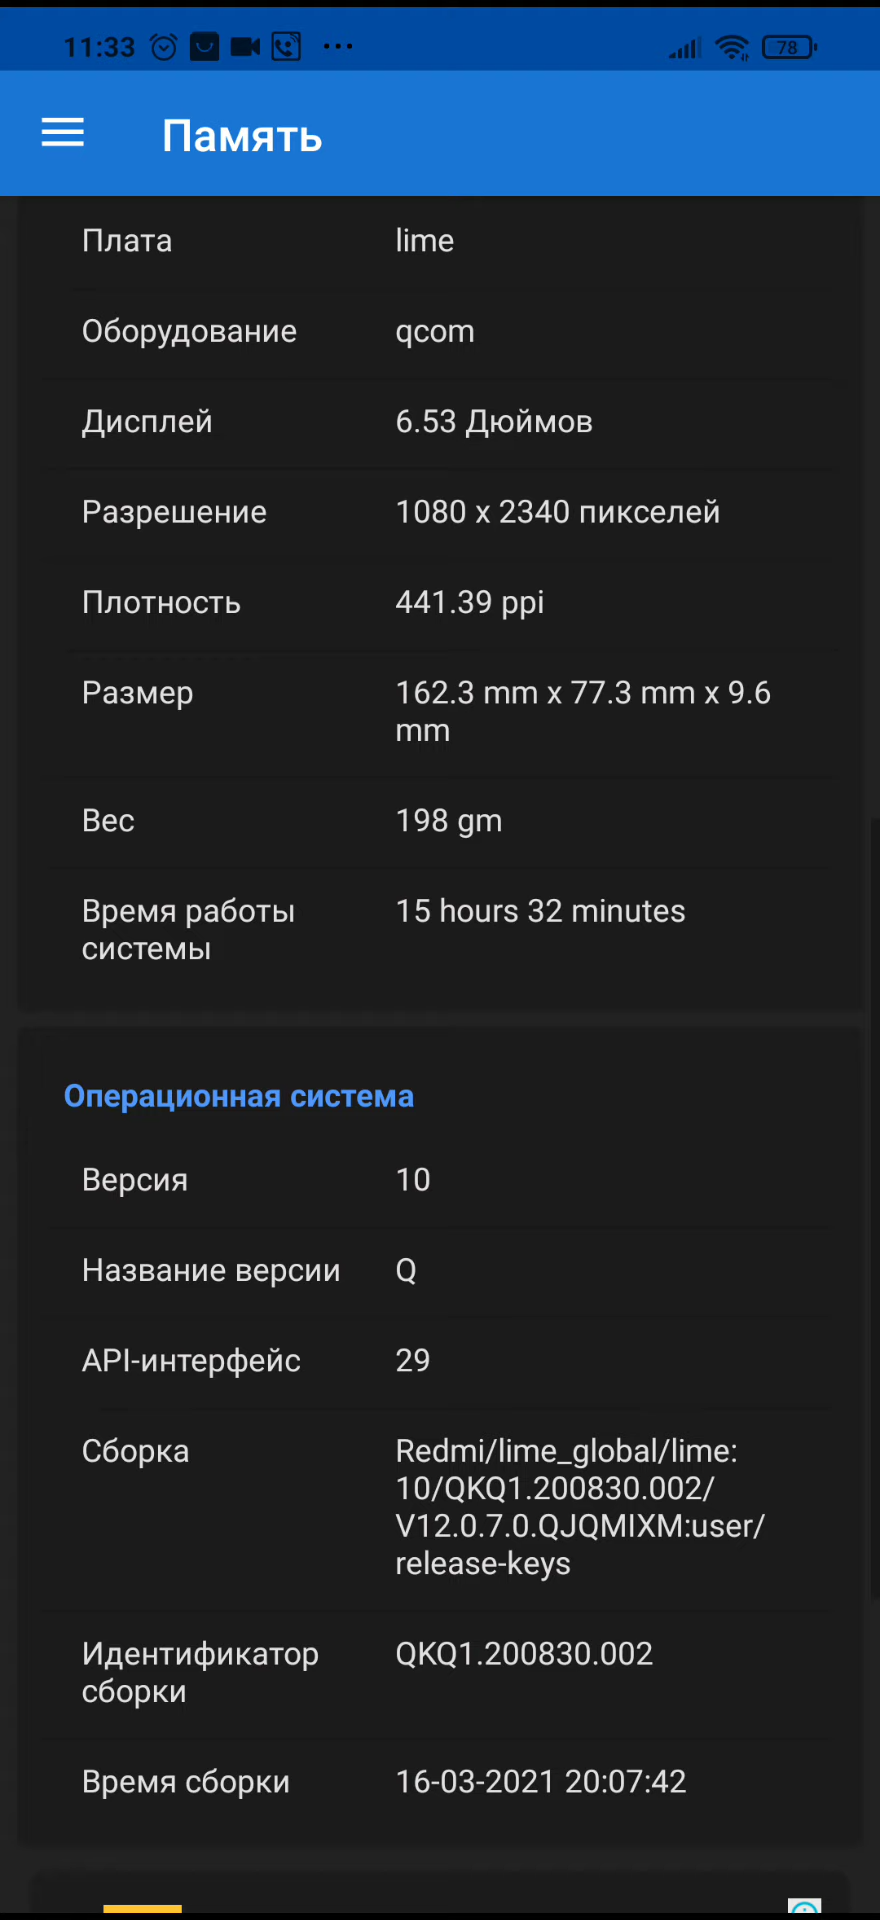 11:33
78
Память
Плата lime
Оборудование qcom
Дисплей 6.53 Дюймов
Разрешение 1080 x 2340 пикселей
Плотность 441.39 ppi
Размер 162.3 mm x 77.3 mm x 9.6
mm
Вес 198 gm
Время работы 15 hours 32 minutes
системы
Операционная система
Версия 10
Название версии Q
API-интерфейс 29
Сборка Redmi/lime_global/lime:
10/QKQ1.200830.002/
V12.0.7.0.QJQMIXM:user/
release-keys
Идентификатор QKQ1.200830.002
сборки
Время сборки 16-03-2021 20:07:42